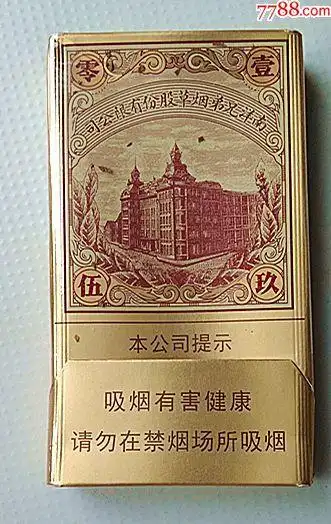 7788.com
零
壹
南洋兄弟烟草股份有限公司
伍
玖
本公司提示
吸烟有害健康
请勿在禁烟场所吸烟